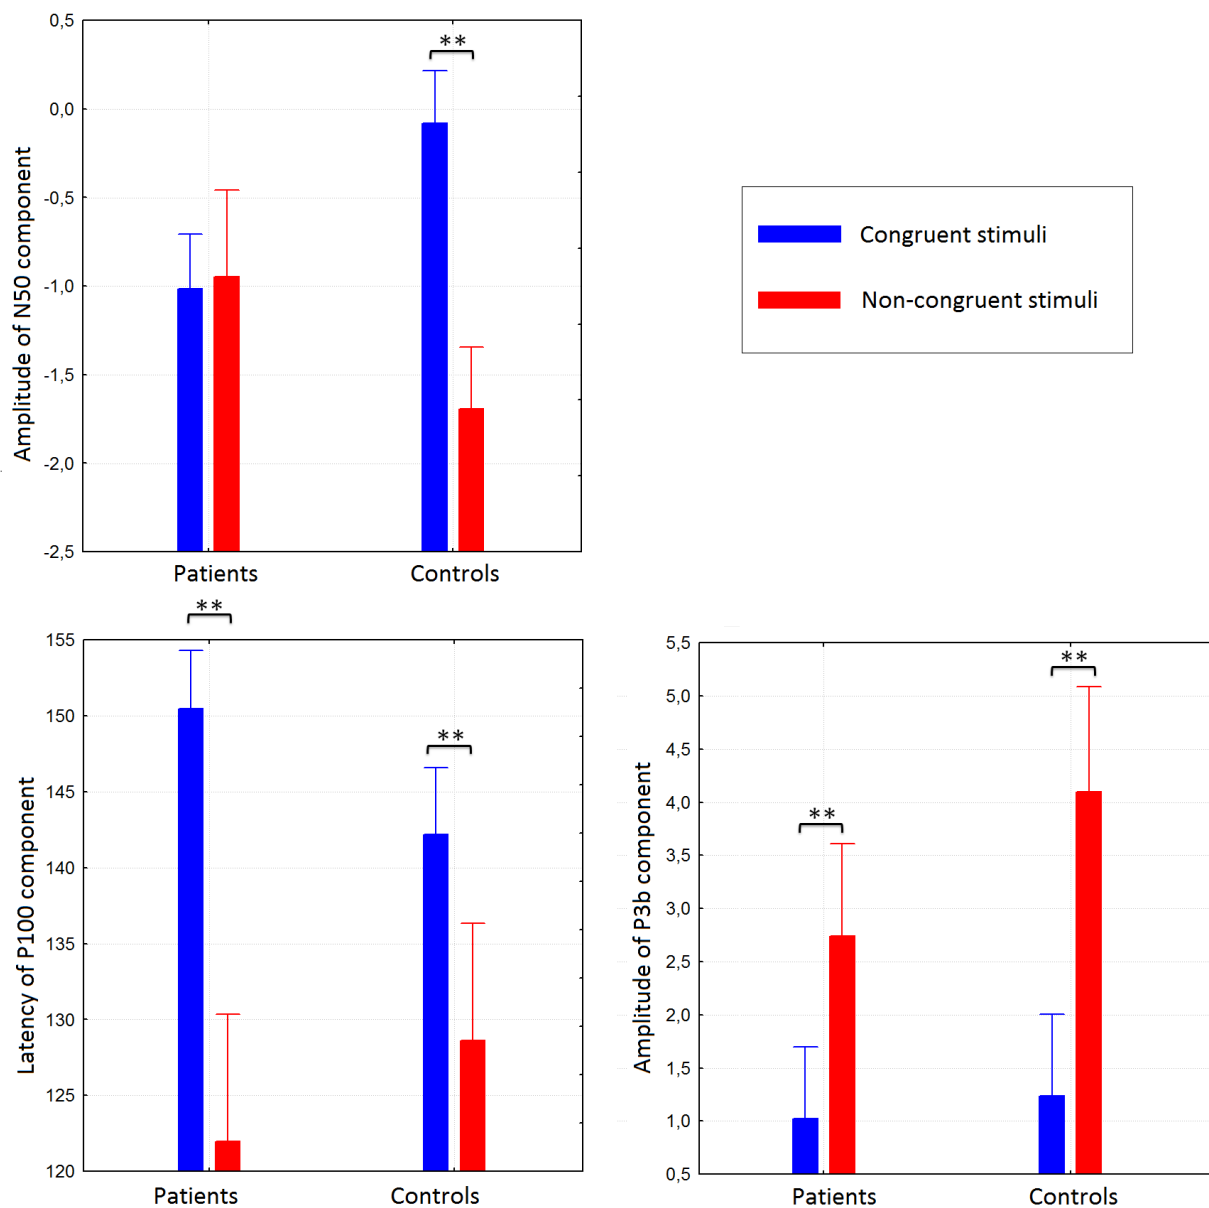 Amplitude of N50 component
0,5
0,0
-0,5
-1,0
-1,5
-2,0
-2,5
**
Patients
Controls
Congruent stimuli
Non-congruent stimuli
Latency of P100 component
155
150
145
140
135
130
125
120
**
**
Patients
Controls
Amplitude of P3b component
5,5
5,0
4,5
4,0
3,5
3,0
2,5
2,0
1,5
1,0
0,5
**
**
Patients
Controls